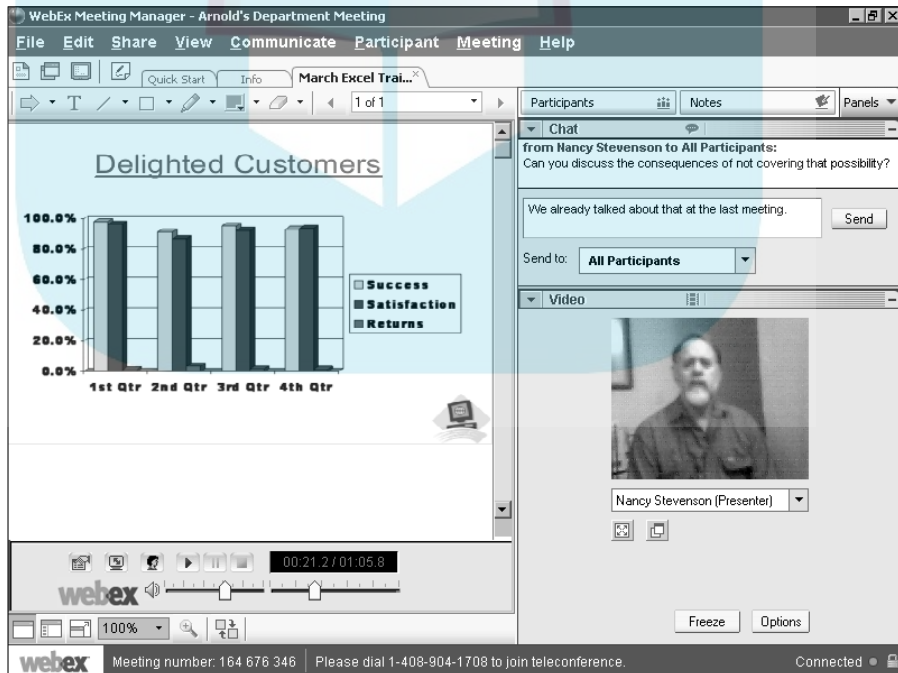 WebEx Meeting Manager - Arnold's Department Meeting
File Edit Share View Communicate Participant Meeting Help
Quick Start Info March Excel Trai...
T 1 of 1
Participants Notes Panels
Chat
from Nancy Stevenson to All Participants:
Can you discuss the consequences of not covering that possibility?
We already talked about that at the last meeting.
Send
Send to: All Participants
Video
Delighted Customers
100.0%
80.0%
60.0%
40.0%
20.0%
0.0%
1st Qtr 2nd Qtr 3rd Qtr 4th Qtr
Success
Satisfaction
Returns
Nancy Stevenson (Presenter)
00:21.2 / 01:05.8
webex
100%
Freeze Options
webex Meeting number: 164 676 346 Please dial 1-408-904-1708 to join teleconference. Connected